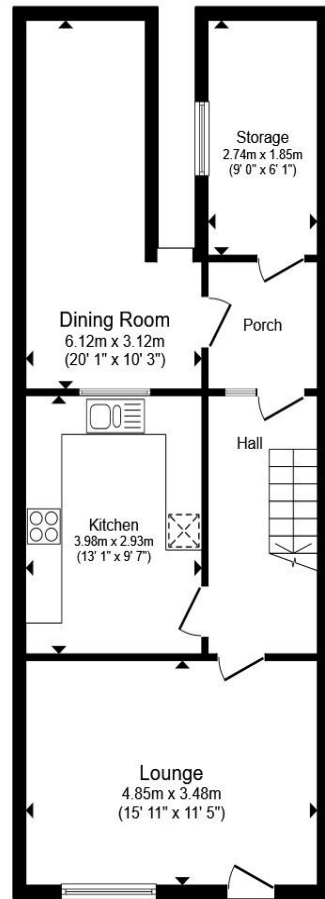 Storage
2.74m x 1.85m
(9' 0" x 6' 1")
Dining Room
6.12m x 3.12m
(20' 1" x 10' 3")
Porch
Hall
Kitchen
3.98m x 2.93m
(13' 1" x 9' 7")
Lounge
4.85m x 3.48m
(15' 11" x 11' 5")